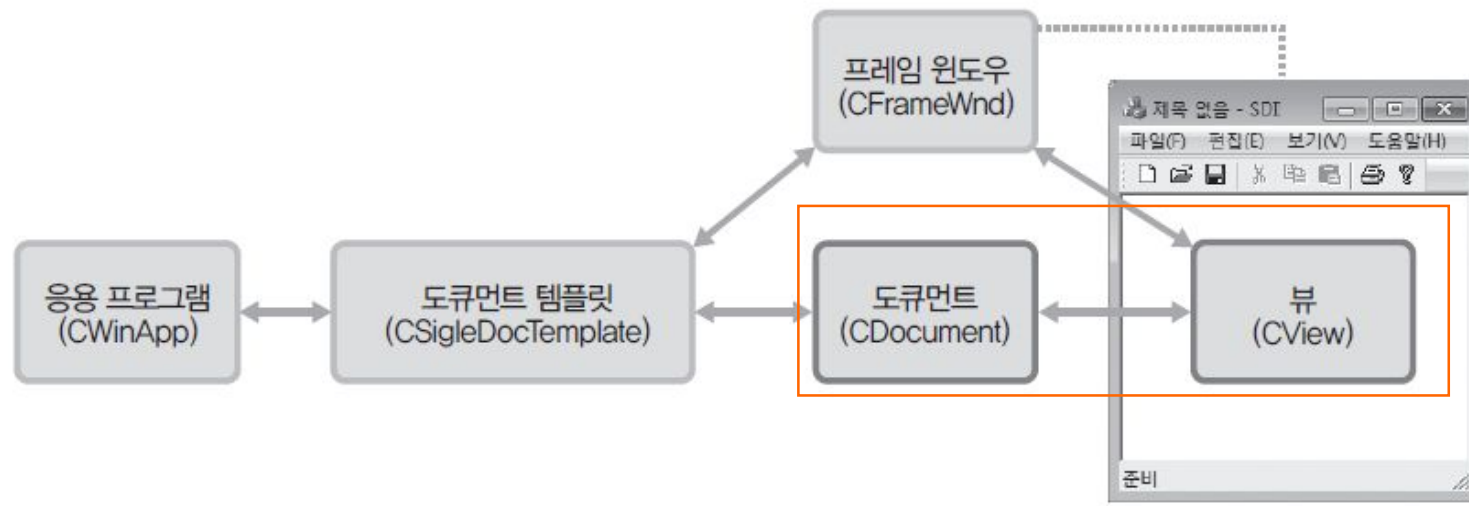 프레임 윈도우
(CFrameWnd)
제목 없음 - SDI
파일(F) 편집(E) 보기(V) 도움말(H)
응용 프로그램
(CWinApp)
도큐먼트 템플릿
(CSigleDocTemplate)
도큐먼트
(CDocument)
뷰
(CView)
준비